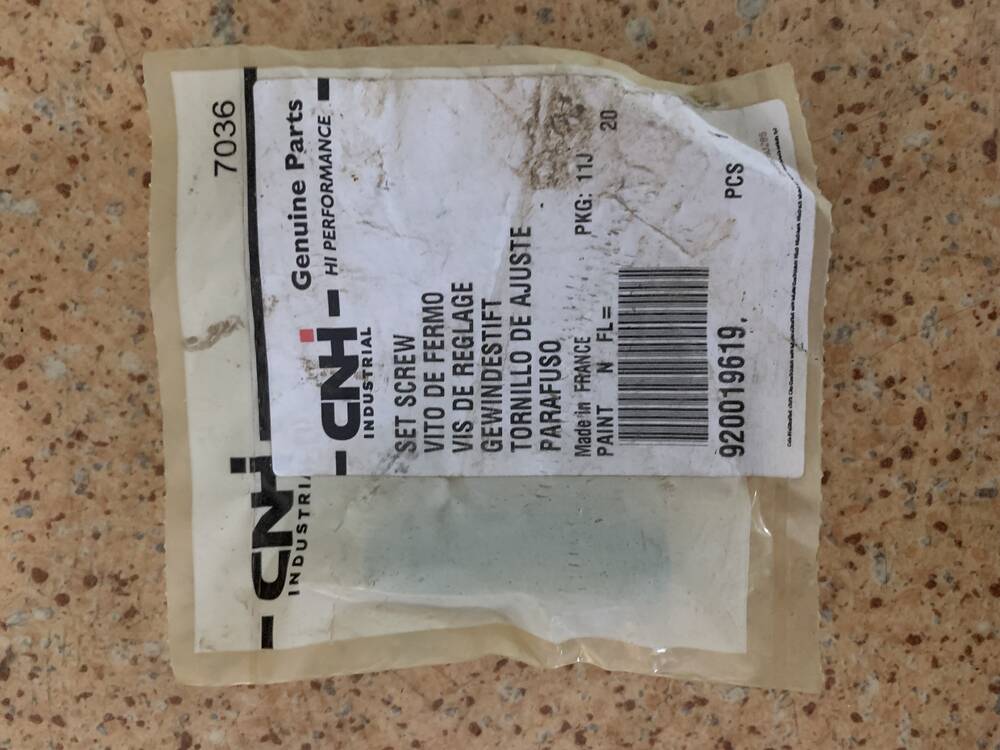 7036
CNH
INDUSTRIAL
Genuine Parts
HI PERFORMANCE
CNH
INDUSTRIAL
SET SCREW
VITO DE FERMO
VIS DE REGLAGE
GEWINDESTIFT
TORNILLO DE AJUSTE
PARAFUSO
Made in FRANCE PKG: 11J
PAINT N FL= 20
920019619, PCS